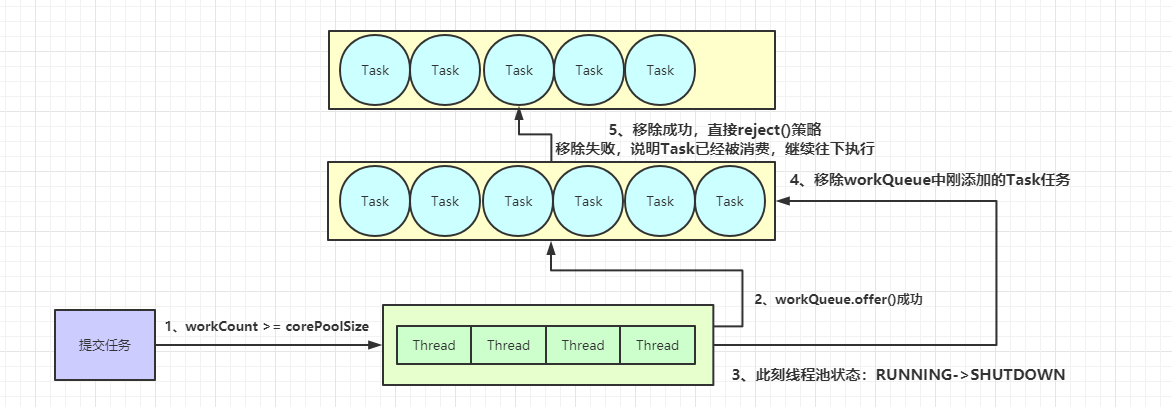 Task Task Task Task Task
5、移除成功，直接reject()策略
移除失败，说明Task已经被消费，继续往下执行
4、移除workQueue中刚添加的Task任务
Task Task Task Task Task Task
2、workQueue.offer()成功
1、workCount >= corePoolSize
提交任务
Thread Thread Thread Thread
3、此刻线程池状态：RUNNING->SHUTDOWN